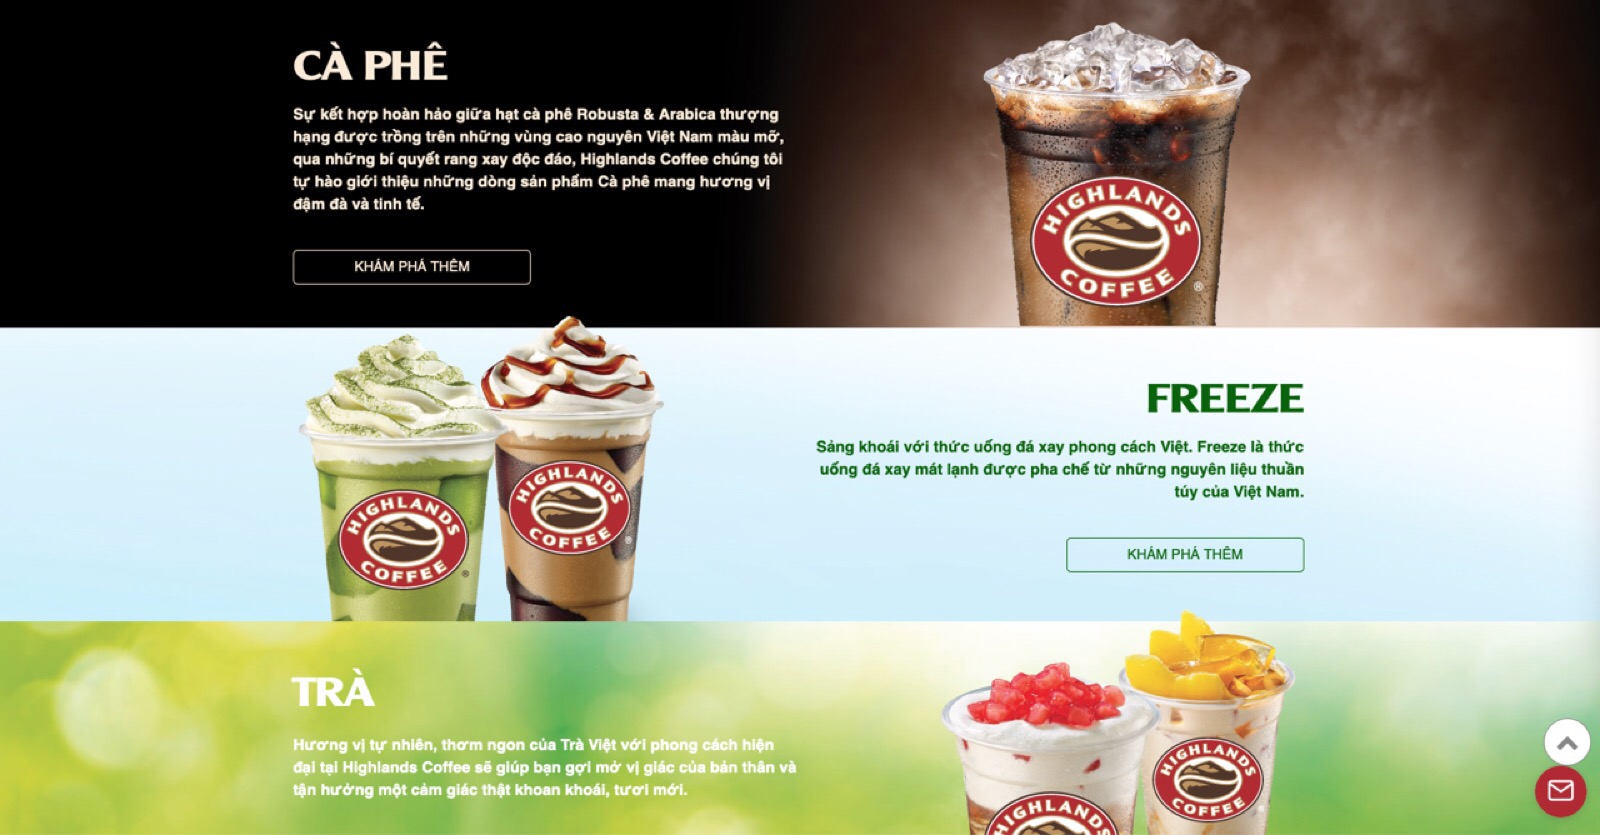 CÀ PHÊ
Sự kết hợp hoàn hảo giữa hạt cà phê Robusta & Arabica thượng
hạng được trồng trên những vùng cao nguyên Việt Nam màu mỡ,
qua những bí quyết rang xay độc đáo, Highlands Coffee chúng tôi
tự hào giới thiệu những dòng sản phẩm Cà phê mang hương vị
đậm đà và tinh tế.
KHÁM PHÁ THÊM
HIGHLANDS
COFFEE
®
FREEZE
Sảng khoái với thức uống đá xay phong cách Việt. Freeze là thức
uống đá xay mát lạnh được pha chế từ những nguyên liệu thuần
túy của Việt Nam.
KHÁM PHÁ THÊM
HIGHLANDS
COFFEE
®
HIGHLANDS
COFFEE
®
TRÀ
Hương vị tự nhiên, thơm ngon của Trà Việt với phong cách hiện
đại tại Highlands Coffee sẽ giúp bạn gợi mở vị giác của bản thân và
tận hưởng một cảm giác thật khoan khoái, tươi mới.
HIGHLANDS
HIGHLANDS
COFFEE